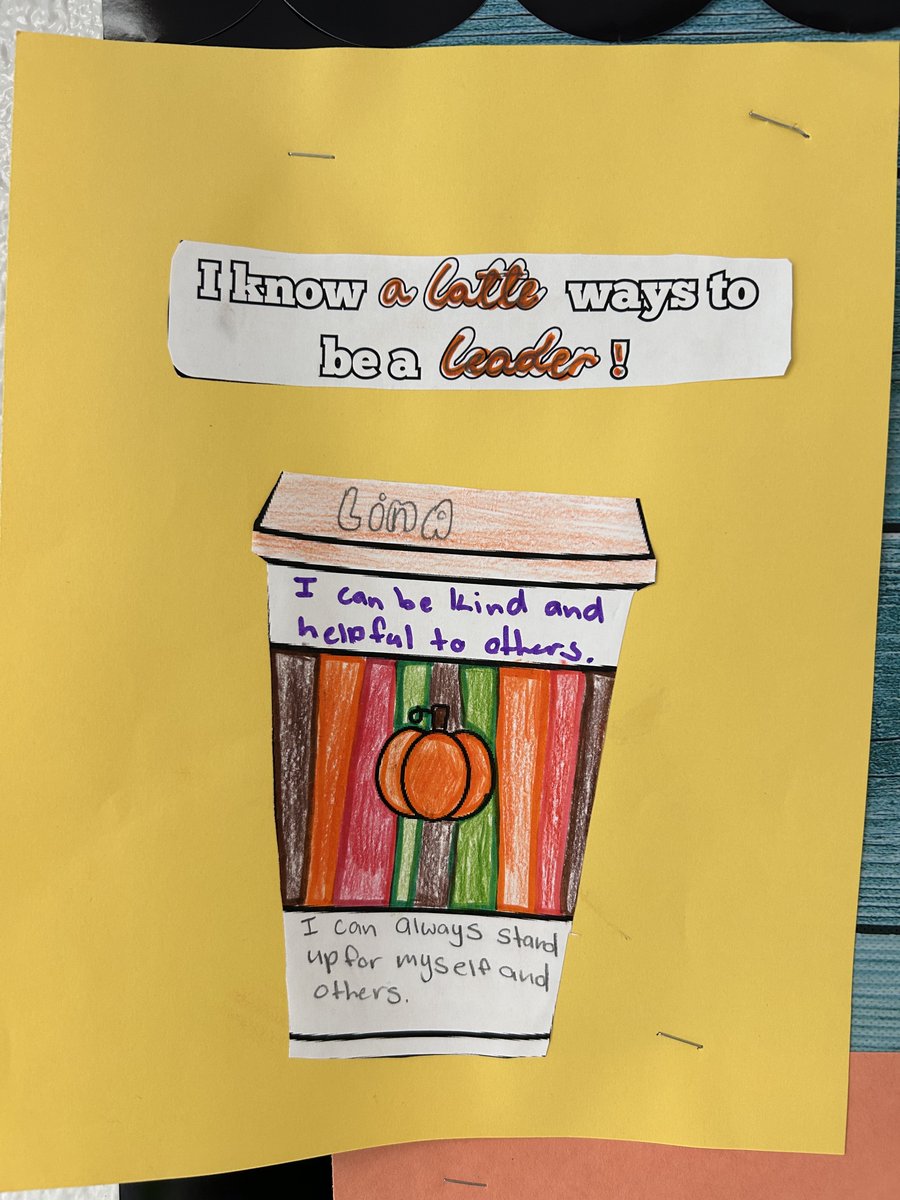 I know a latte ways to
be a leader!
LinA
I can be kind and
helpful to others.
I can always stand
up for myself and
others.